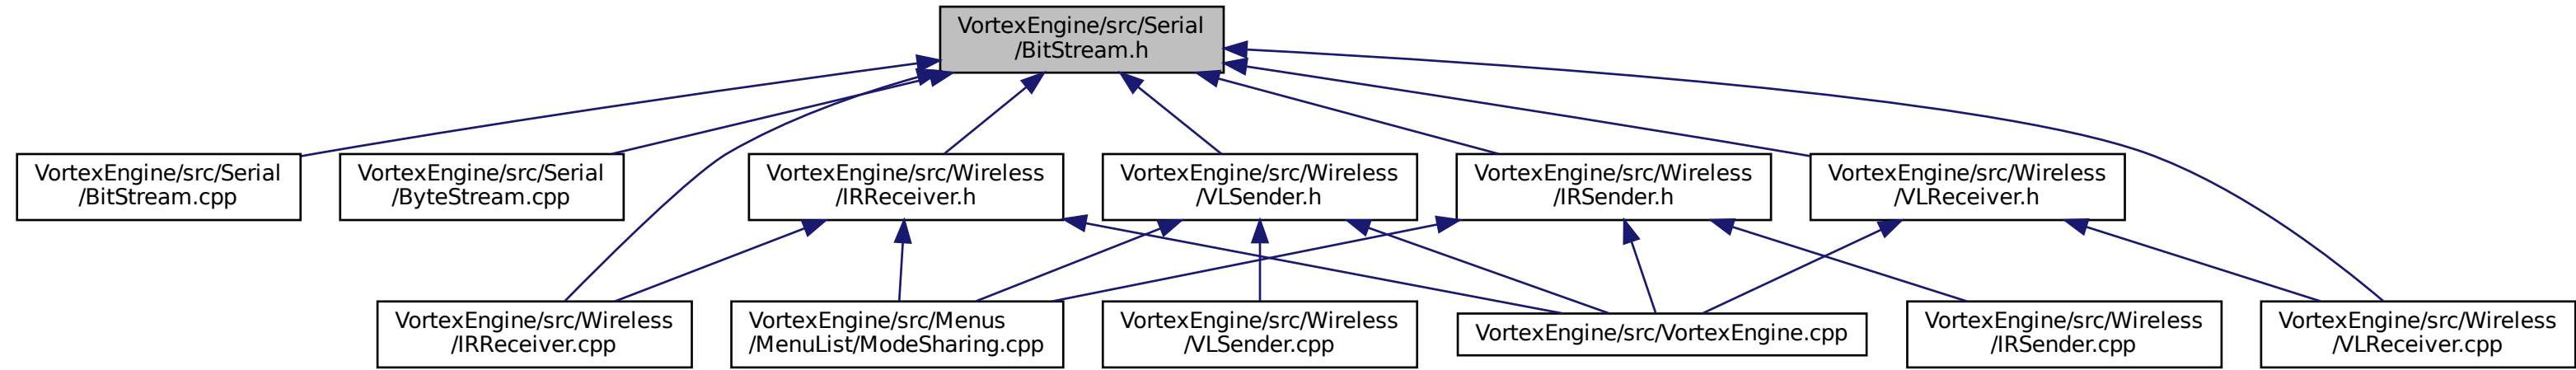 VortexEngine/src/Serial
/BitStream.h
VortexEngine/src/Serial
/BitStream.cpp
VortexEngine/src/Serial
/ByteStream.cpp
VortexEngine/src/Wireless
/IRReceiver.h
VortexEngine/src/Wireless
/VLSender.h
VortexEngine/src/Wireless
/IRSender.h
VortexEngine/src/Wireless
/VLReceiver.h
VortexEngine/src/Wireless
/IRReceiver.cpp
VortexEngine/src/Menus
/MenuList/ModeSharing.cpp
VortexEngine/src/Wireless
/VLSender.cpp
VortexEngine/src/VortexEngine.cpp
VortexEngine/src/Wireless
/IRSender.cpp
VortexEngine/src/Wireless
/VLReceiver.cpp